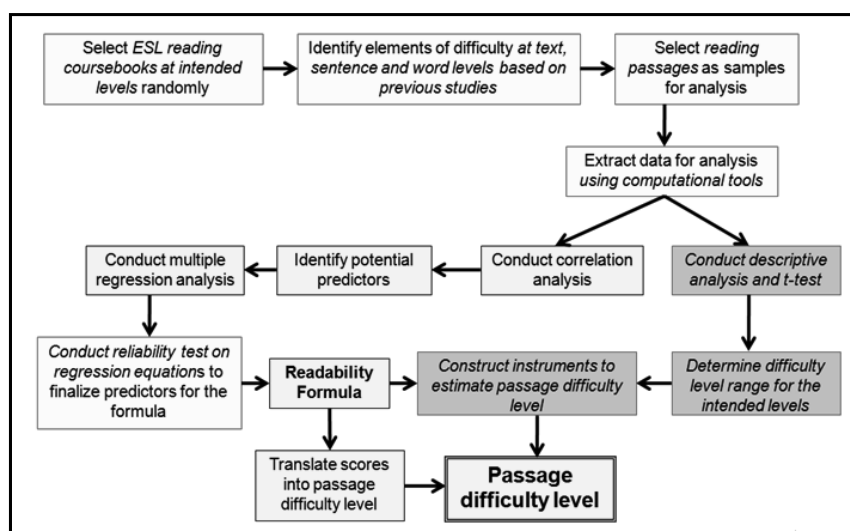 Select ESL reading
coursebooks at intended
levels randomly
Identify elements of difficulty at text,
sentence and word levels based on
previous studies
Select reading
passages as samples
for analysis
Extract data for analysis
using computational tools
Conduct multiple
regression analysis
Identify potential
predictors
Conduct correlation
analysis
Conduct descriptive
analysis and t-test
Conduct reliability test on
regression equations to
finalize predictors for the
formula
Readability
Formula
Construct instruments to
estimate passage difficulty
level
Determine difficulty
level range for the
intended levels
Translate scores
into passage
difficulty level
Passage
difficulty level